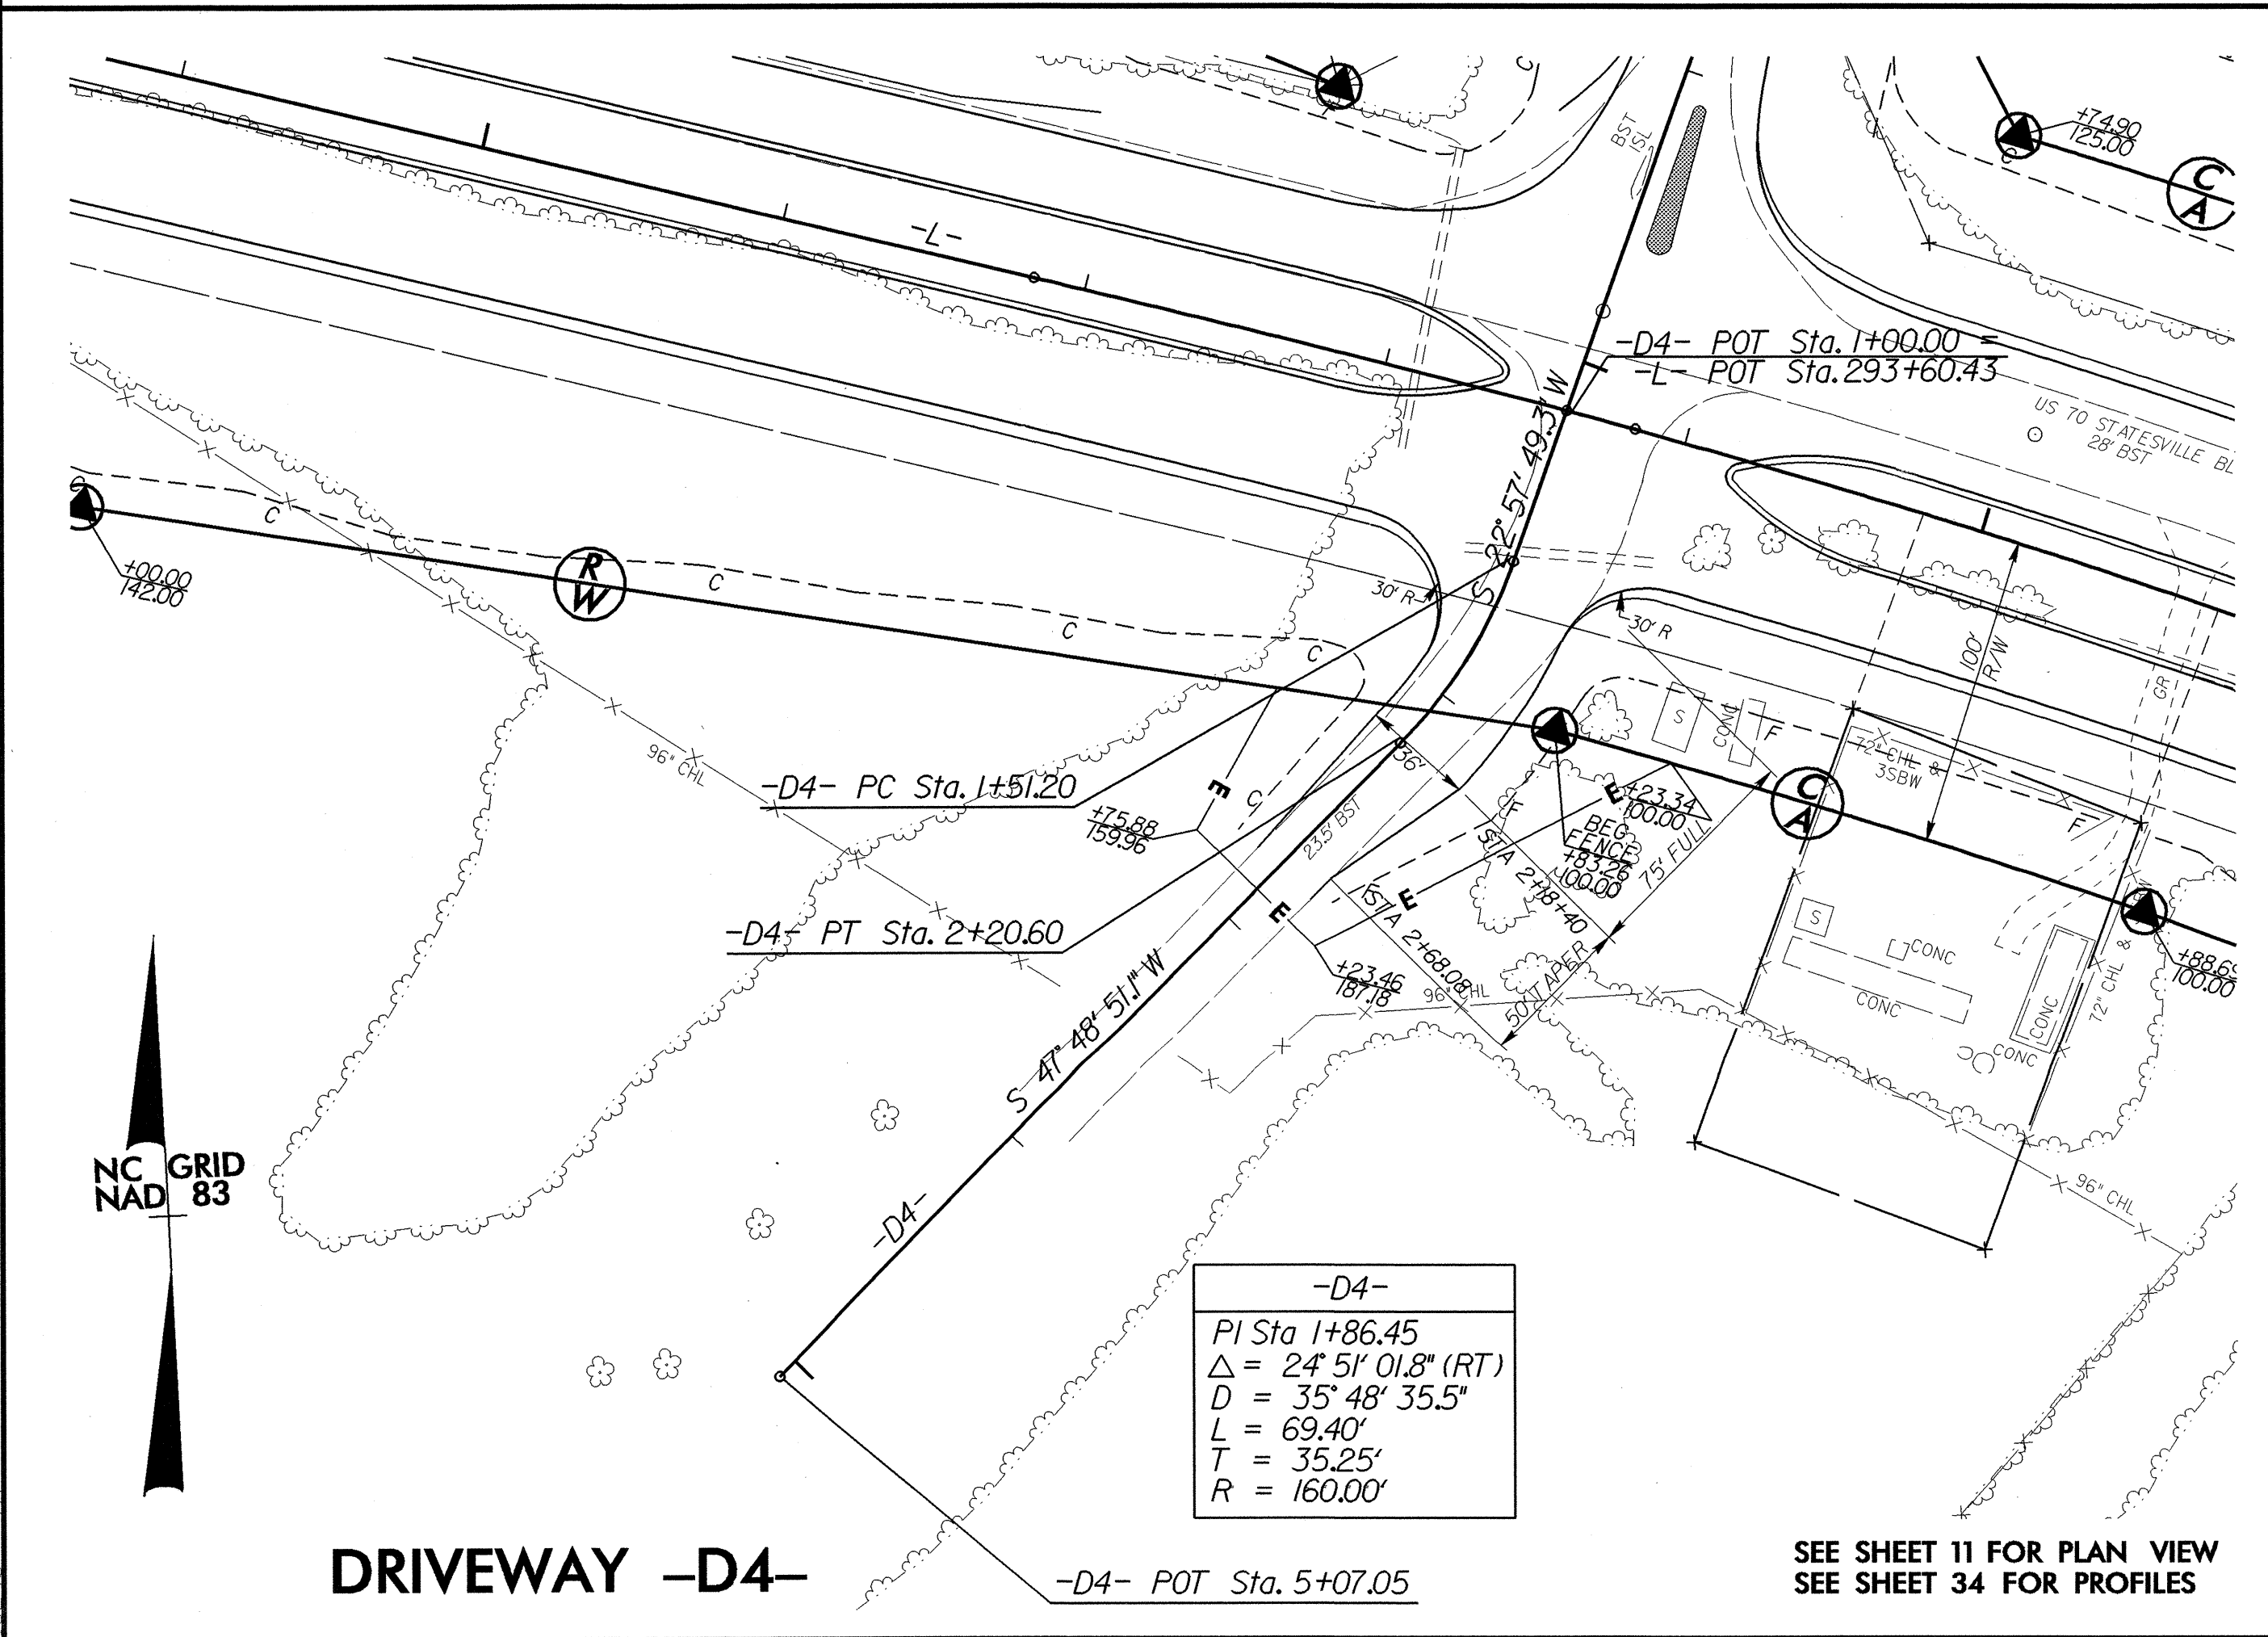 BST
ISL
+74.90
125.00
C
A
-L-
-D4- POT Sta. 1+00.00 =
-L- POT Sta. 293+60.43
US 70 STATESVILLE BL
28' BST
S 22° 57' 49.3" W
C
C
+00.00
142.00
R
W
C
C
C
C
30' R
30' R
100'
R/W
GR
S
CONC
F
72" CHL &
3SBW
F
96" CHL
-D4- PC Sta. 1+51.20
E
C
+75.88
159.96
36'
23.5' BST
F
E
+23.34
100.00
BEG
FENCE
+83.26
100.00
75' FULL
C
A
STA 2+18+40
-D4- PT Sta. 2+20.60
E
F
E
STA 2+68.08
50' TAPER
+23.46
187.18
96" CHL
S
CONC
CONC
CONC
CONC
72" CHL &
+88.69
100.00
S 47° 48' 51.1" W
96" CHL
NC GRID
NAD 83
-D4-
-D4-
PI Sta 1+86.45
Δ = 24° 51' 01.8" (RT)
D = 35° 48' 35.5"
L = 69.40'
T = 35.25'
R = 160.00'
DRIVEWAY -D4-
-D4- POT Sta. 5+07.05
SEE SHEET 11 FOR PLAN VIEW
SEE SHEET 34 FOR PROFILES